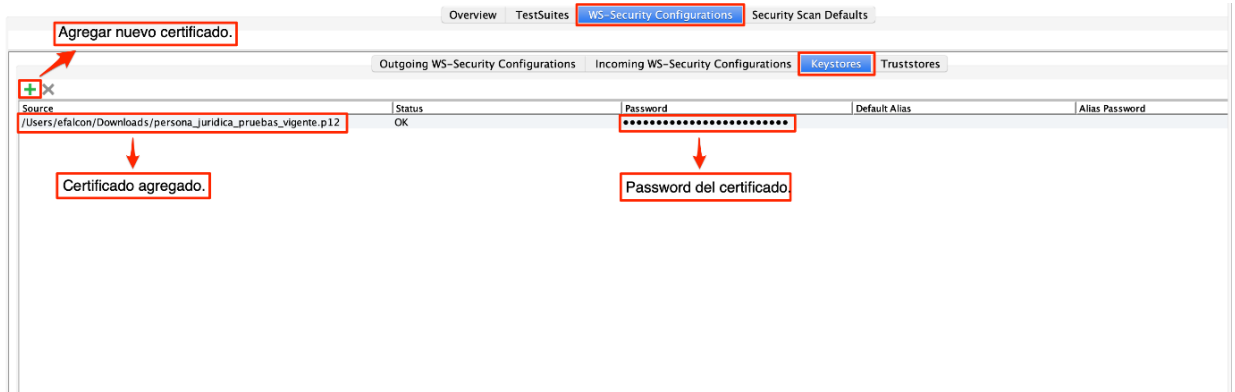 Overview TestSuites WS-Security Configurations Security Scan Defaults
Agregar nuevo certificado.
Outgoing WS-Security Configurations Incoming WS-Security Configurations Keystores Truststores
Source Status Password Default Alias Alias Password
/Users/efalcon/Downloads/persona_juridica_pruebas_vigente.p12 OK ••••••••••••••••••••••••••
Certificado agregado. Password del certificado.